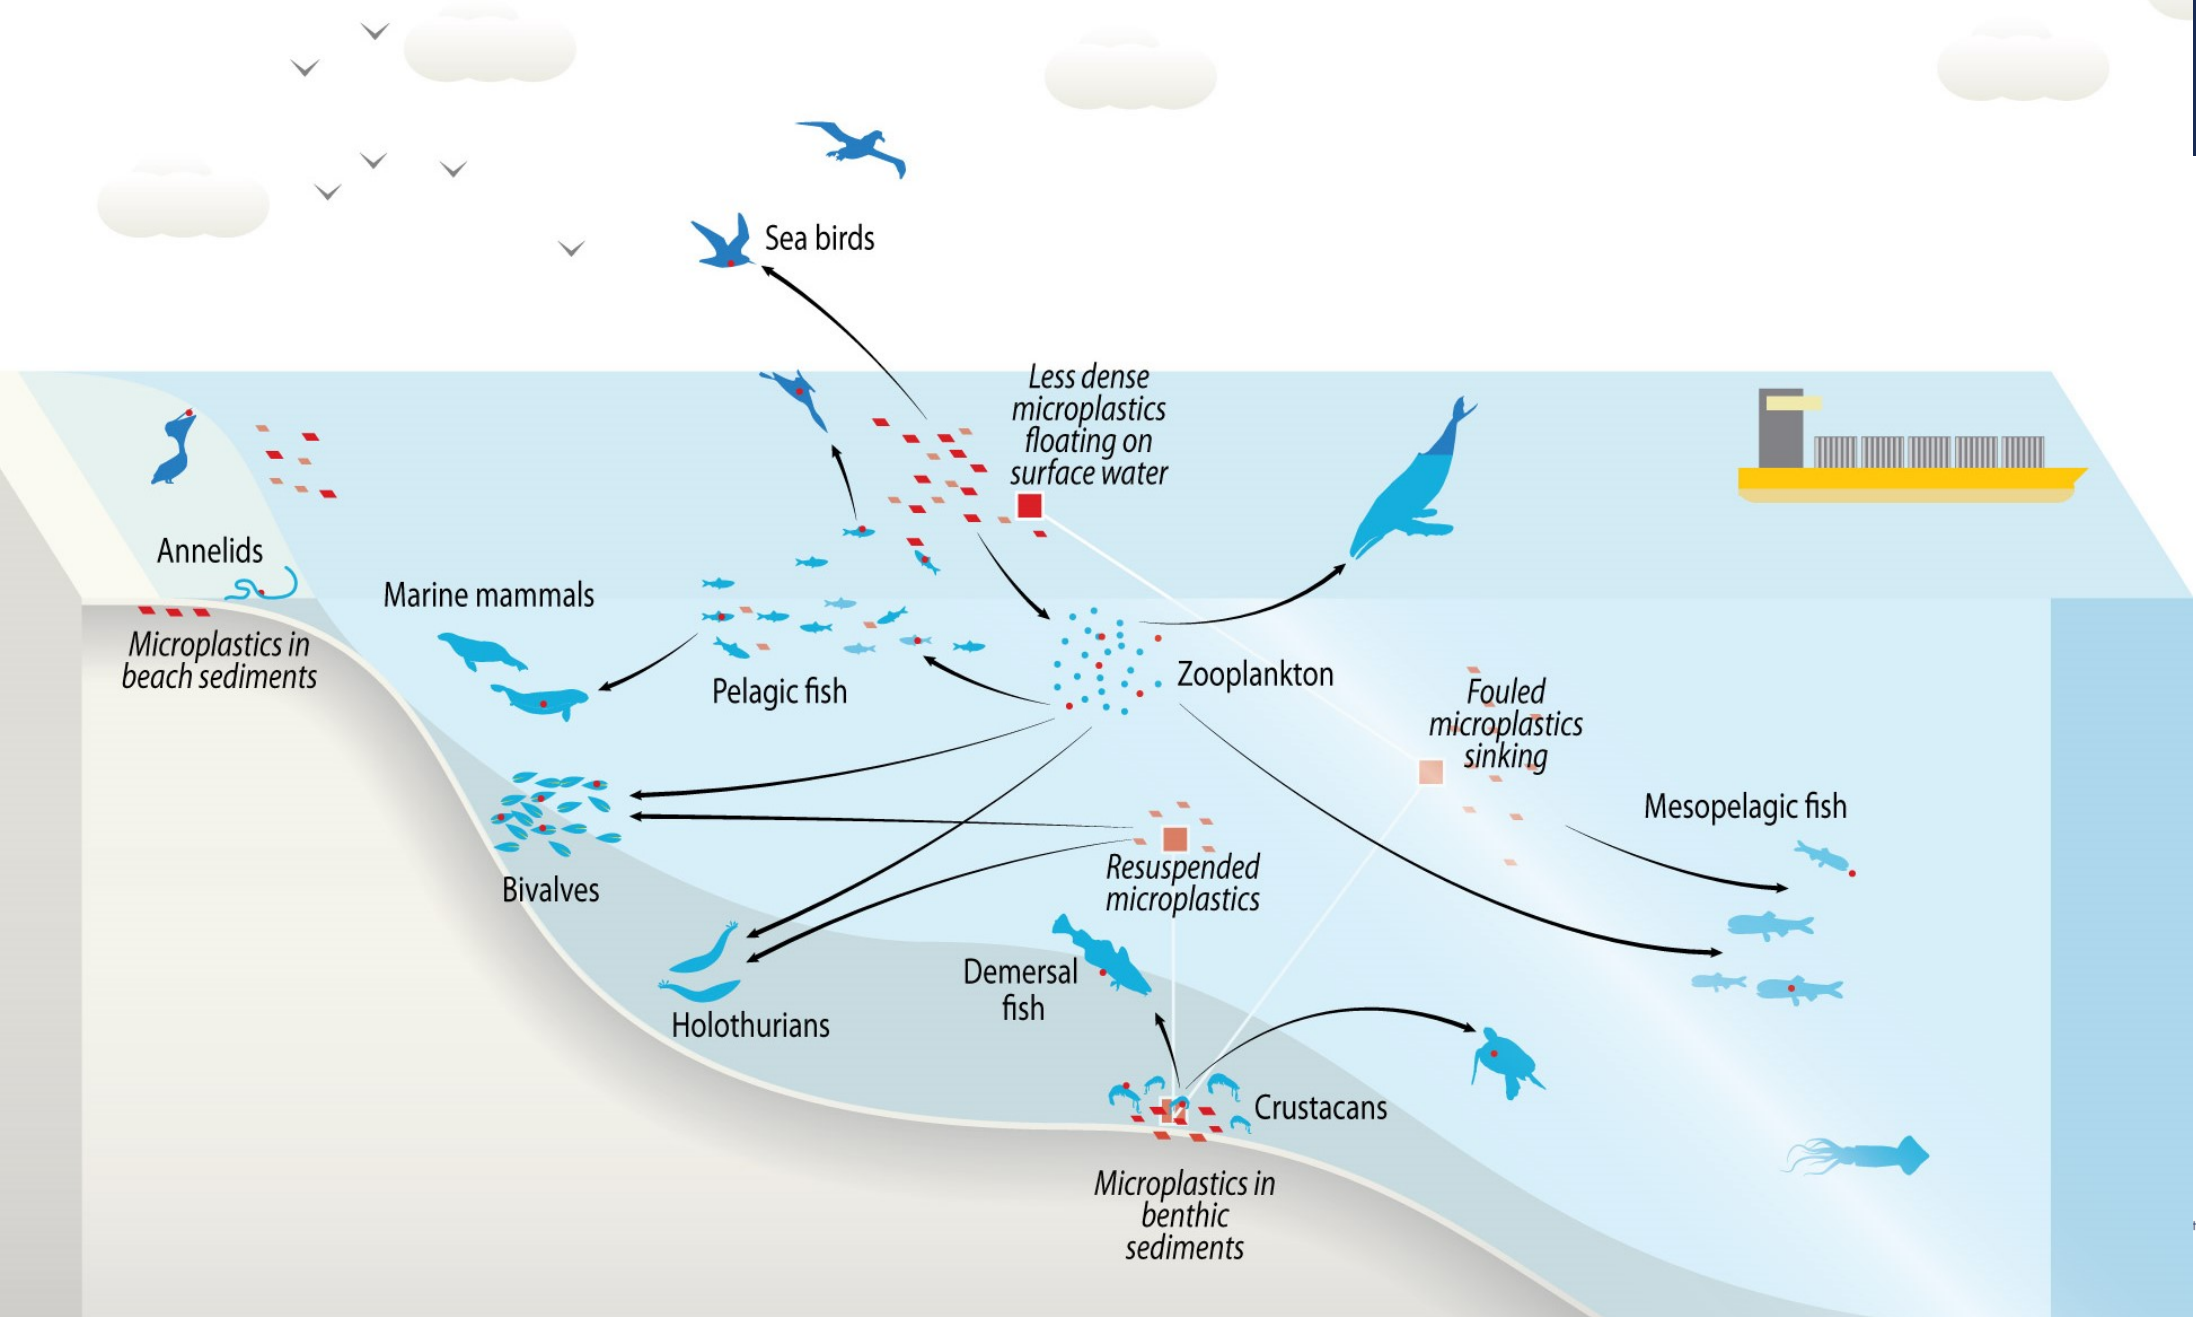 Sea birds
Less dense
microplastics
floating on
surface water
Annelids
Marine mammals
Microplastics in
beach sediments
Pelagic fish
Zooplankton
Fouled
microplastics
sinking
Mesopelagic fish
Bivalves
Resuspended
microplastics
Demersal
fish
Holothurians
Crustacans
Microplastics in
benthic
sediments